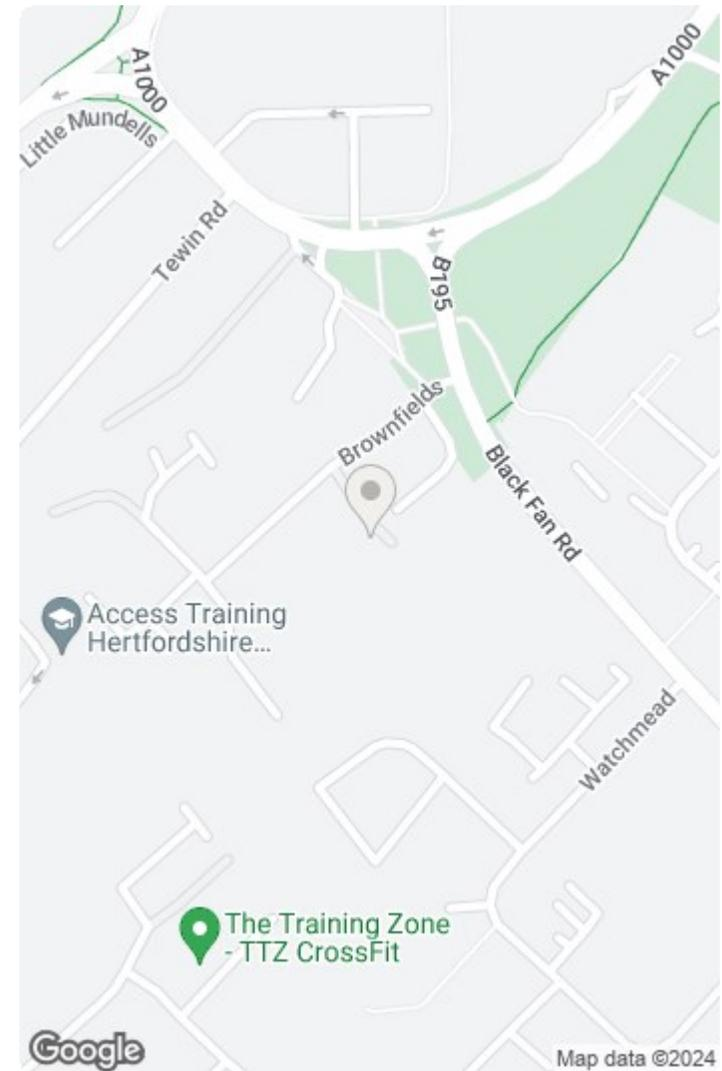 A1000
A1000
Little Mundells
Tewin Rd
B195
Brownfields
Black Fan Rd
Access Training
Hertfordshire...
Watchmead
The Training Zone
- TTZ CrossFit
Google
Map data ©2024